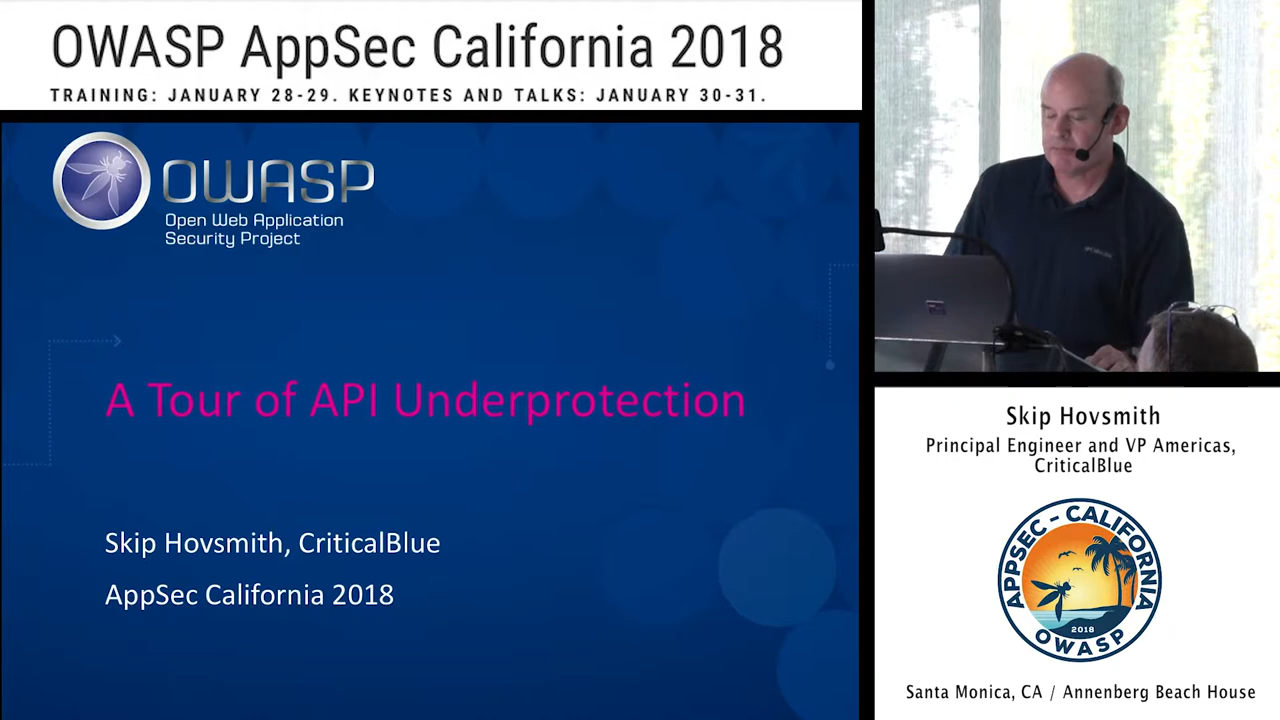 OWASP AppSec California 2018
TRAINING: JANUARY 28-29. KEYNOTES AND TALKS: JANUARY 30-31.
OWASP
Open Web Application
Security Project
A Tour of API Underprotection
Skip Hovsmith, CriticalBlue
AppSec California 2018
Skip Hovsmith
Principal Engineer and VP Americas,
CriticalBlue
APPSEC - CALIFORNIA
2018
OWASP
Santa Monica, CA / Annenberg Beach House